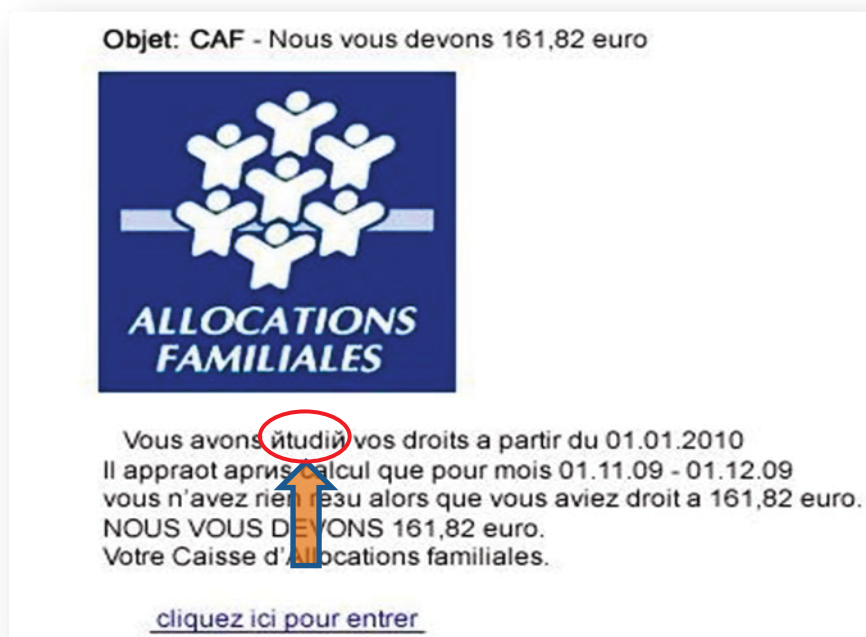 Objet: CAF - Nous vous devons 161,82 euro
ALLOCATIONS
FAMILIALES
Vous avons йtudiй vos droits a partir du 01.01.2010
Il appraot aprиs calcul que pour mois 01.11.09 - 01.12.09
vous n'avez rien reзu alors que vous aviez droit a 161,82 euro.
NOUS VOUS DEVONS 161,82 euro.
Votre Caisse d'Allocations familiales.
cliquez ici pour entrer